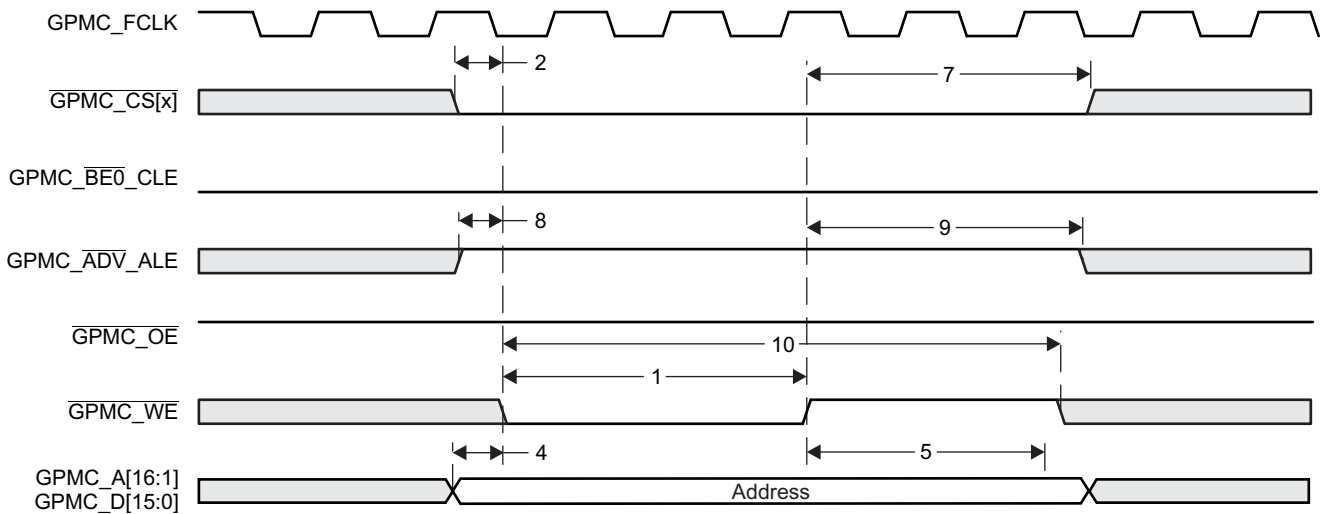 GPMC_FCLK
2
7
GPMC_CS[x]
GPMC_BE0_CLE
8
9
GPMC_ADV_ALE
GPMC_OE
10
1
GPMC_WE
4
5
GPMC_A[16:1]
Address
GPMC_D[15:0]